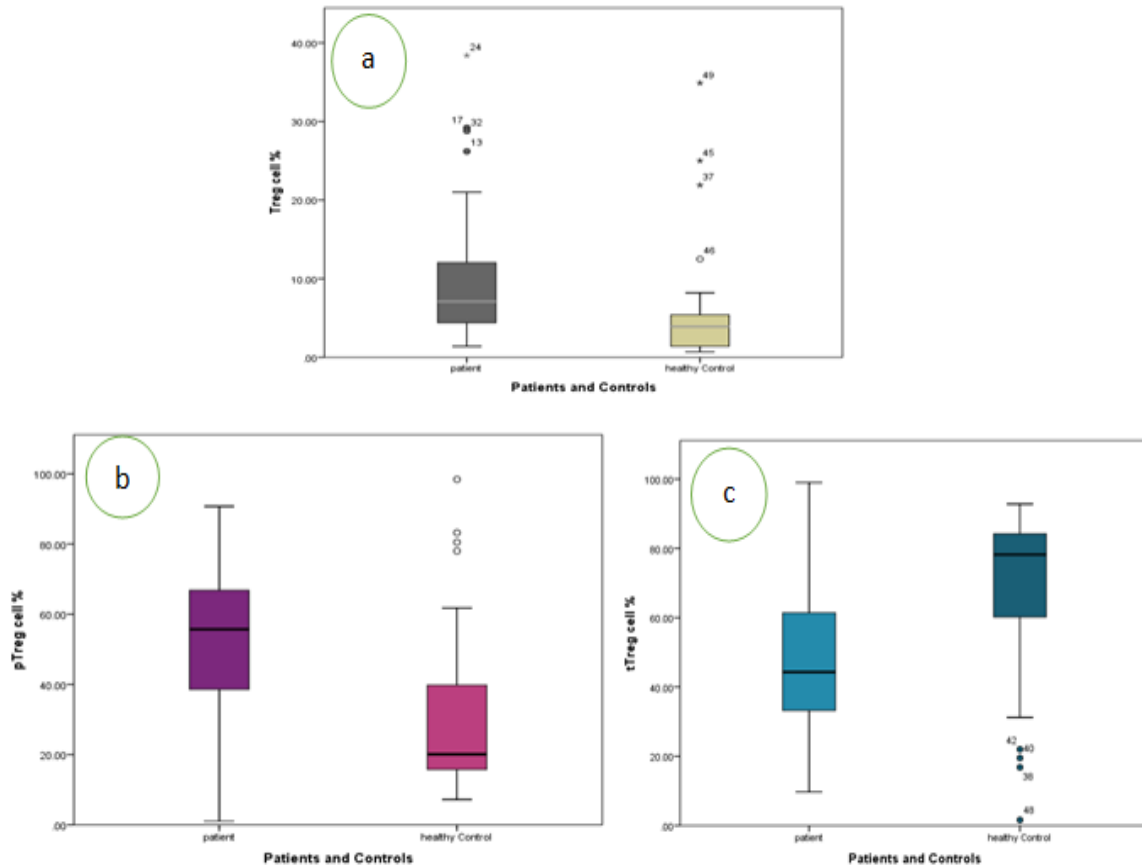 a
Treg cell %
40.00
30.00
20.00
10.00
.00
24
17 32
13
49
45
37
46
patient healthy Control
Patients and Controls
b
pTreg cell %
100.00
80.00
60.00
40.00
20.00
.00
patient healthy Control
Patients and Controls
c
tTreg cell %
100.00
80.00
60.00
40.00
20.00
.00
42 40
38
48
patient healthy Control
Patients and Controls